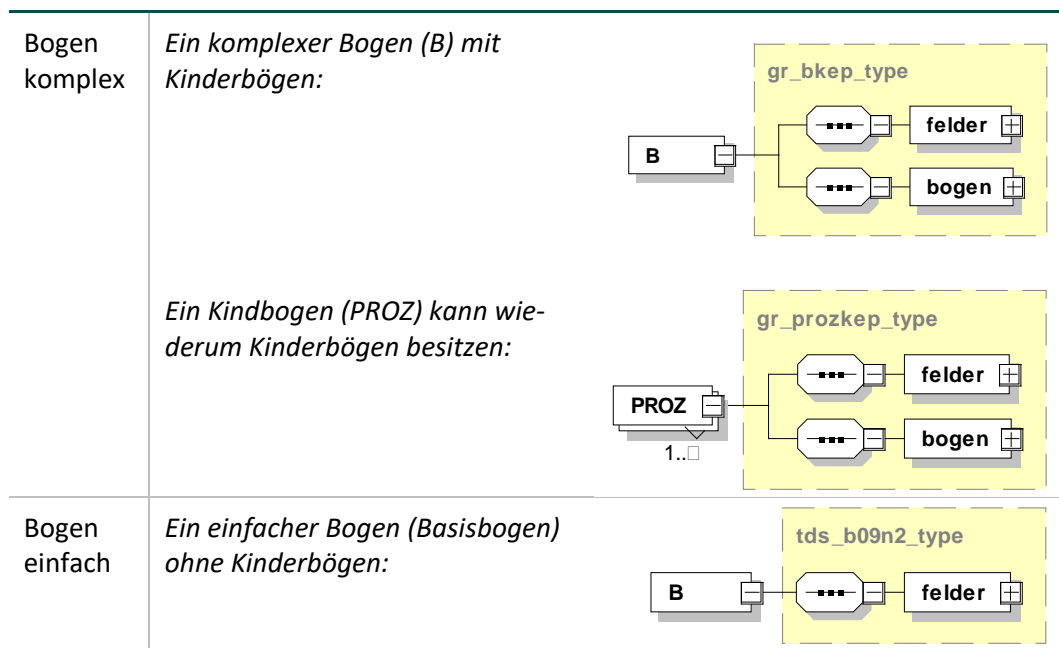 Bogen
komplex
Ein komplexer Bogen (B) mit
Kinderbögen:
gr_bkep_type
felder
B
bogen
Ein Kindbogen (PROZ) kann wie-
derum Kinderbögen besitzen:
gr_prozkep_type
felder
PROZ
bogen
1..□
Bogen
einfach
Ein einfacher Bogen (Basisbogen)
ohne Kinderbögen:
tds_b09n2_type
B
felder